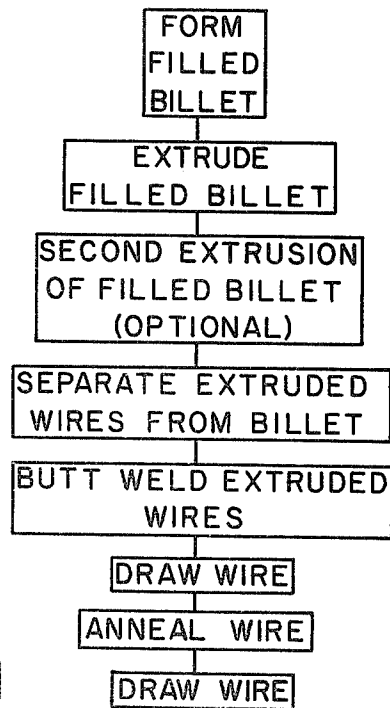 FORM
FILLED
BILLET
EXTRUDE
FILLED BILLET
SECOND EXTRUSION
OF FILLED BILLET
(OPTIONAL)
SEPARATE EXTRUDED
WIRES FROM BILLET
BUTT WELD EXTRUDED
WIRES
DRAW WIRE
ANNEAL WIRE
DRAW WIRE